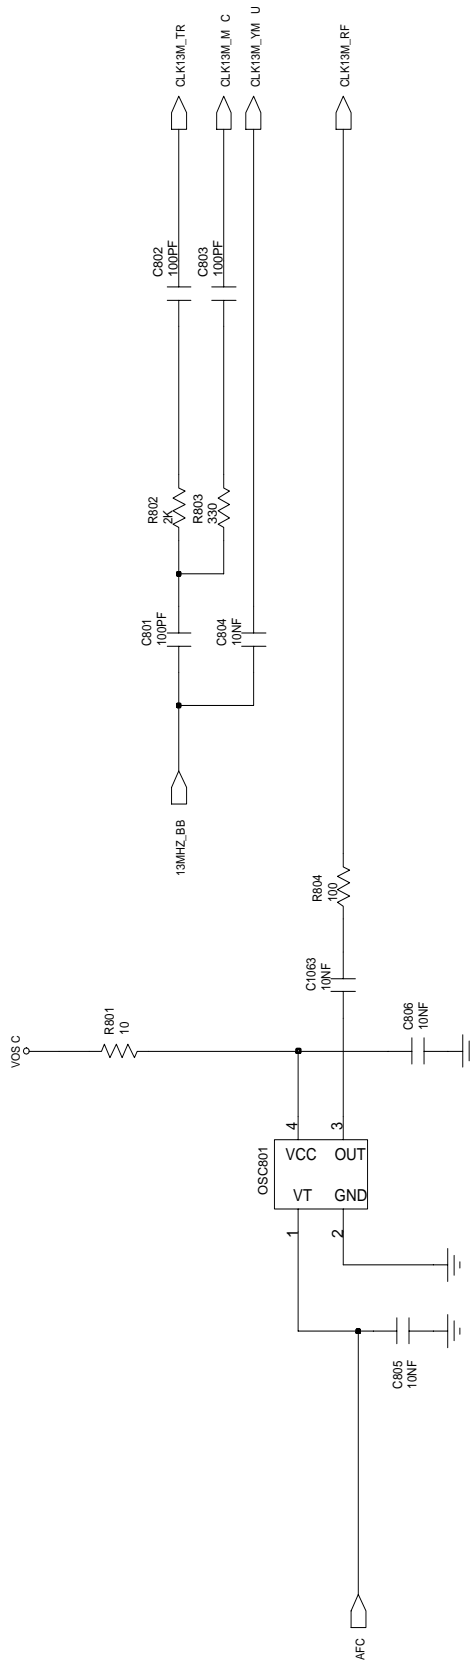 CLK13M_TR
CLK13M_M C
CLK13M_YM U
CLK13M_RF
C802
100PF
C803
100PF
R802
2K
R803
330
C801
100PF
C804
10NF
13MHZ_BB
R804
100
C1063
10NF
VOS C
R801
10
C806
10NF
OSC801
4
3
VCC
OUT
VT
GND
1
2
C805
10NF
AFC